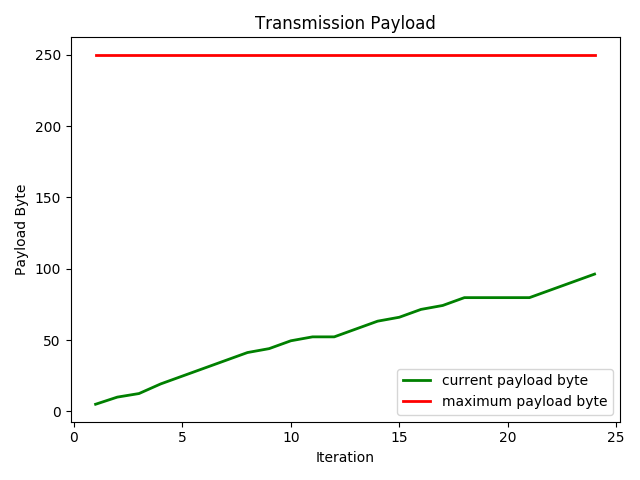 Transmission Payload
250
200
150
100
50
0
Payload Byte
current payload byte
maximum payload byte
0 5 10 15 20 25
Iteration